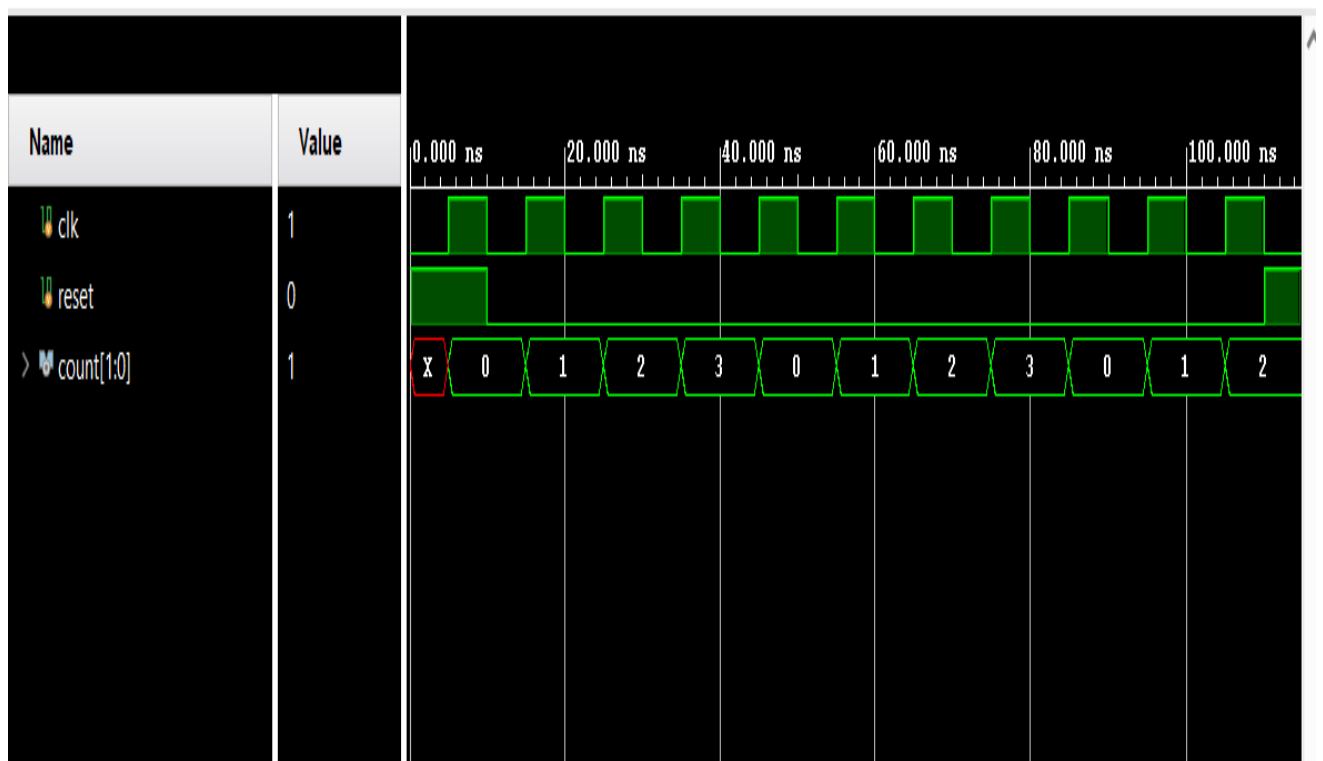 Name Value 0.000 ns 20.000 ns 40.000 ns 60.000 ns 80.000 ns 100.000 ns
clk 1
reset 0
count[1:0] 1 X 0 1 2 3 0 1 2 3 0 1 2